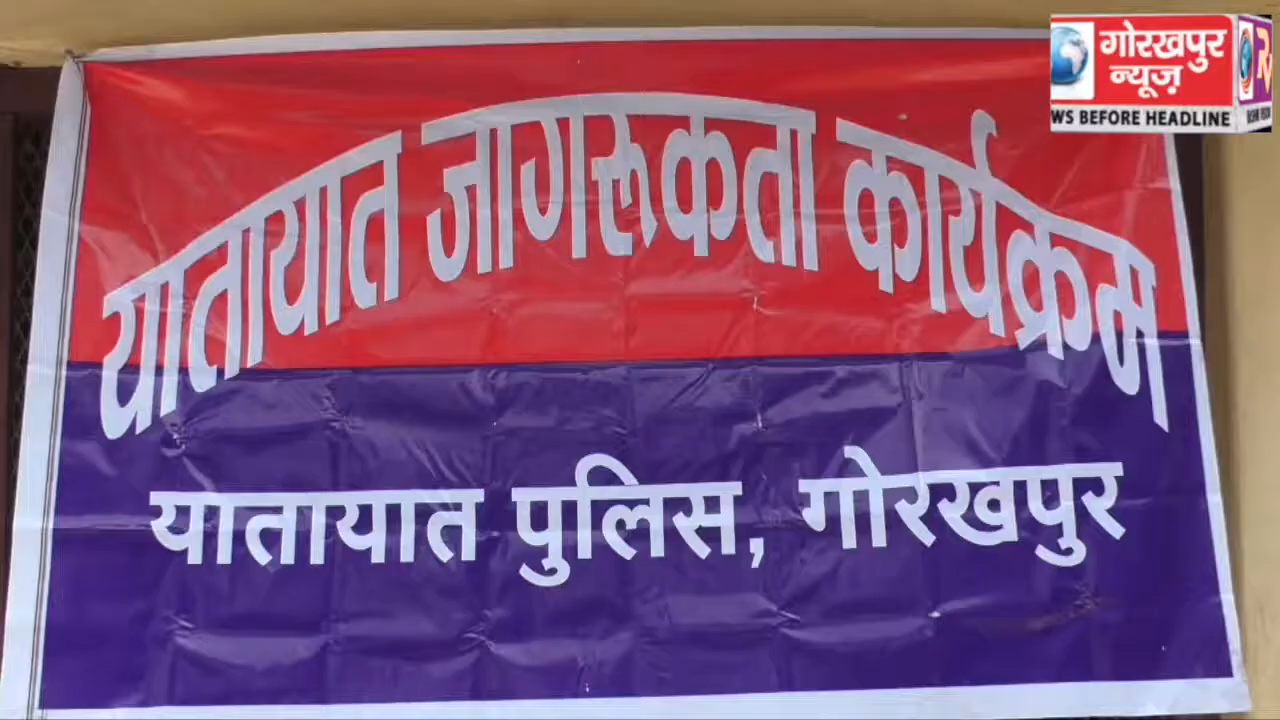 गोरखपुर
न्यूज़
WS BEFORE HEADLINE
यातायात जागरूकता कार्यक्रम
यातायात पुलिस, गोरखपुर